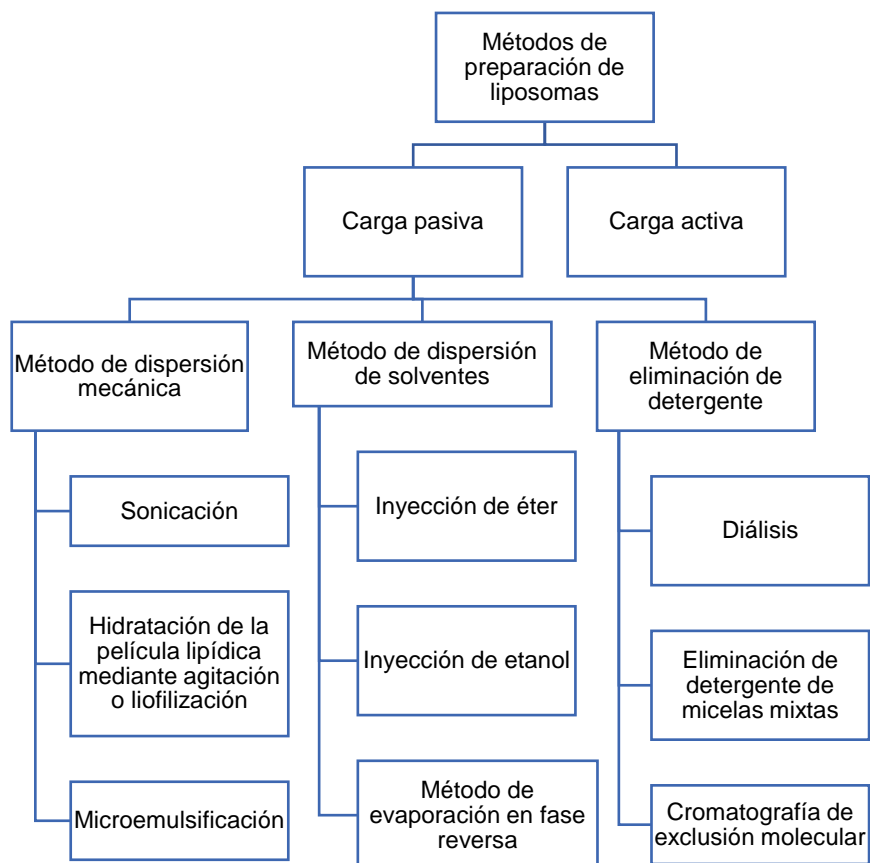 Métodos de
preparación de
liposomas
Carga pasiva
Carga activa
Método de dispersión
mecánica
Sonicación
Hidratación de la
película lipídica
mediante agitación
o liofilización
Microemulsificación
Método de dispersión
de solventes
Inyección de éter
Inyección de etanol
Método de
evaporación en fase
reversa
Método de
eliminación de
detergente
Diálisis
Eliminación de
detergente de
micelas mixtas
Cromatografía de
exclusión molecular